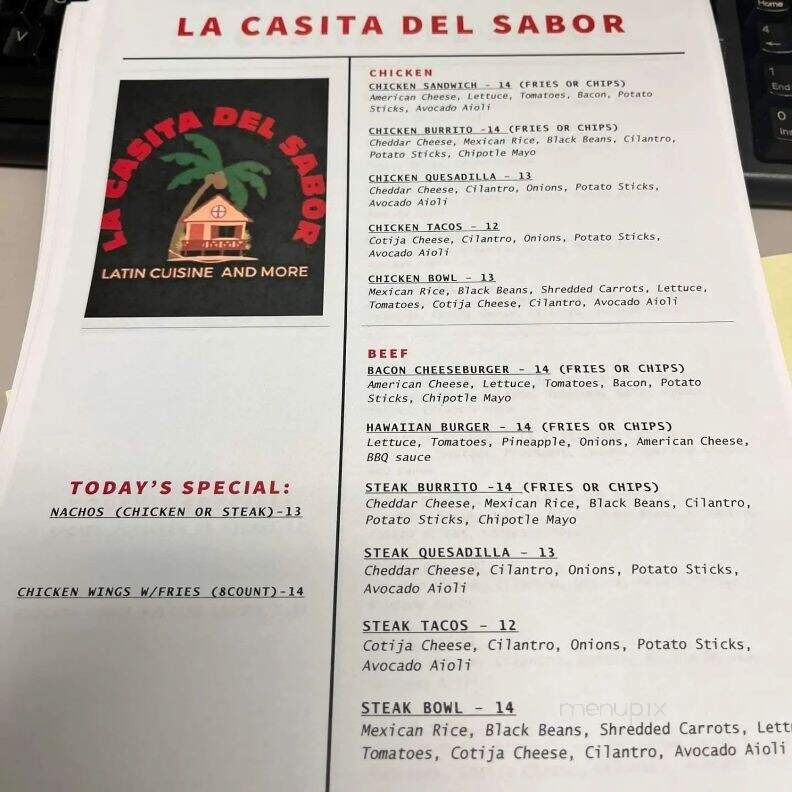 LA CASITA DEL SABOR
LA CASITA DEL SABOR
LATIN CUISINE AND MORE
TODAY'S SPECIAL:
NACHOS (CHICKEN OR STEAK)-13
CHICKEN WINGS W/FRIES (8COUNT)-14
CHICKEN
CHICKEN SANDWICH - 14 (FRIES OR CHIPS)
American Cheese, Lettuce, Tomatoes, Bacon, Potato
Sticks, Avocado Aioli
CHICKEN BURRITO -14 (FRIES OR CHIPS)
Cheddar Cheese, Mexican Rice, Black Beans, Cilantro,
Potato Sticks, Chipotle Mayo
CHICKEN QUESADILLA - 13
Cheddar Cheese, Cilantro, Onions, Potato Sticks,
Avocado Aioli
CHICKEN TACOS - 12
Cotija Cheese, Cilantro, Onions, Potato Sticks,
Avocado Aioli
CHICKEN BOWL - 13
Mexican Rice, Black Beans, Shredded Carrots, Lettuce,
Tomatoes, Cotija Cheese, Cilantro, Avocado Aioli
BEEF
BACON CHEESEBURGER - 14 (FRIES OR CHIPS)
American Cheese, Lettuce, Tomatoes, Bacon, Potato
Sticks, Chipotle Mayo
HAWAIIAN BURGER - 14 (FRIES OR CHIPS)
Lettuce, Tomatoes, Pineapple, Onions, American Cheese,
BBQ sauce
STEAK BURRITO -14 (FRIES OR CHIPS)
Cheddar Cheese, Mexican Rice, Black Beans, Cilantro,
Potato Sticks, Chipotle Mayo
STEAK QUESADILLA - 13
Cheddar Cheese, Cilantro, Onions, Potato Sticks,
Avocado Aioli
STEAK TACOS - 12
Cotija Cheese, Cilantro, Onions, Potato Sticks,
Avocado Aioli
STEAK BOWL - 14
Mexican Rice, Black Beans, Shredded Carrots, Lett
Tomatoes, Cotija Cheese, Cilantro, Avocado Aioli
menupix
V
Home
4
1
End
0
Ins